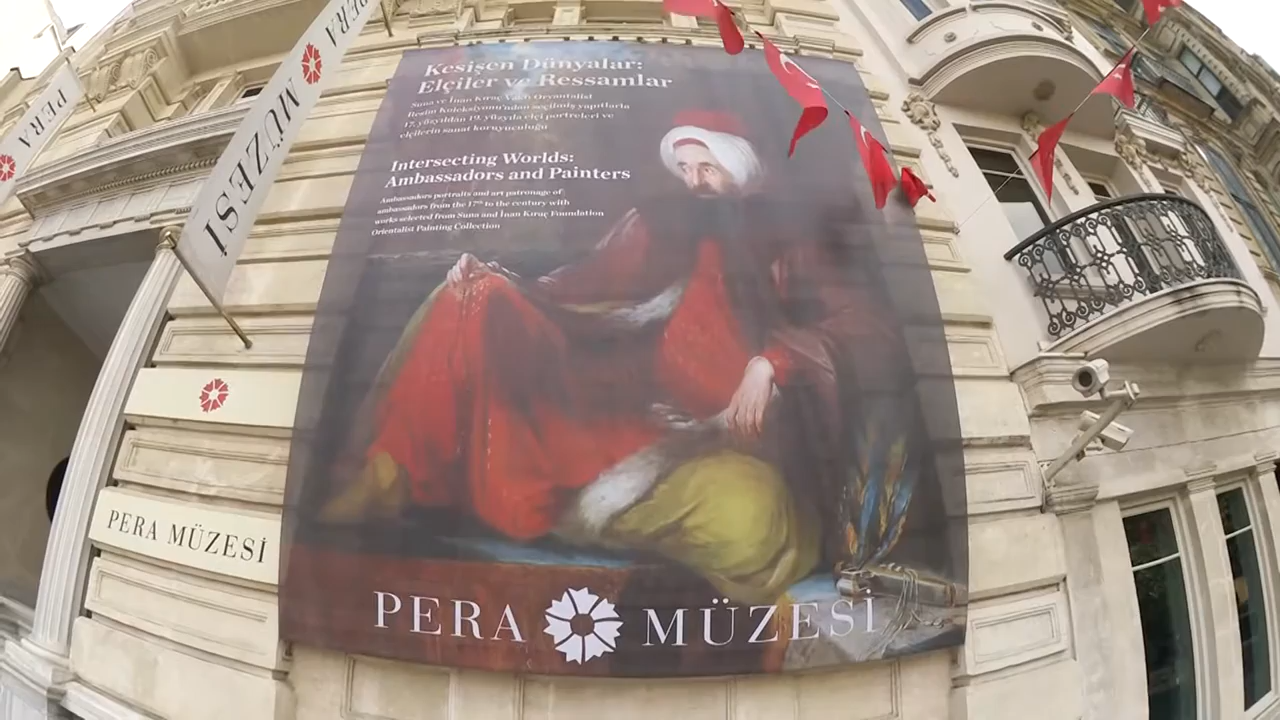 PERA
PERA
MÜZESİ
Kesişen Dünyalar:
Elçiler ve Ressamlar
Suna ve İnan Kıraç Vakfı Oryantalist
Resim Koleksiyonu'ndan seçilmiş yapıtlarla
17. yüzyıldan 19. yüzyıla elçi portreleri ve
elçilerin sanat koruyuculuğu
Intersecting Worlds:
Ambassadors and Painters
Ambassadors portraits and art patronage of
ambassadors from the 17th to the century with
works selected from Suna and İnan Kıraç Foundation
Orientalist Painting Collection
PERA MÜZESİ
PERA MÜZESİ